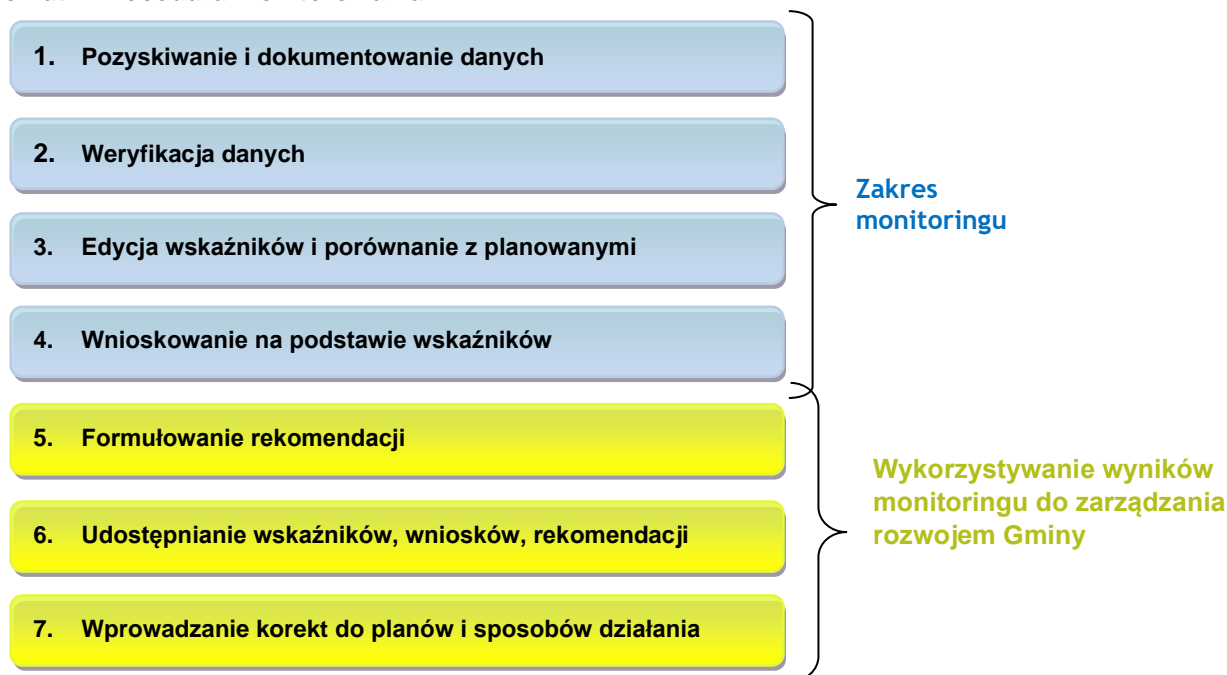 1. Pozyskiwanie i dokumentowanie danych
2. Weryfikacja danych
3. Edycja wskaźników i porównanie z planowanymi
4. Wnioskowanie na podstawie wskaźników
Zakres
monitoringu
5. Formułowanie rekomendacji
6. Udostępnianie wskaźników, wniosków, rekomendacji
7. Wprowadzanie korekt do planów i sposobów działania
Wykorzystywanie wyników
monitoringu do zarządzania
rozwojem Gminy